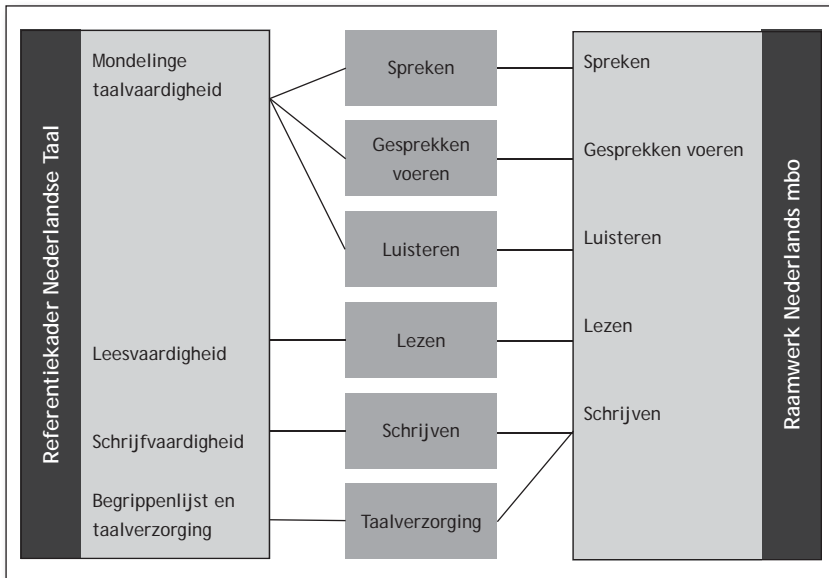 Referentiekader Nederlandse Taal
Mondelinge
taalvaardigheid
Leesvaardigheid
Schrijfvaardigheid
Begrippenlijst en
taalverzorging
Spreken
Gesprekken
voeren
Luisteren
Lezen
Schrijven
Taalverzorging
Spreken
Gesprekken voeren
Luisteren
Lezen
Schrijven
Raamwerk Nederlands mbo